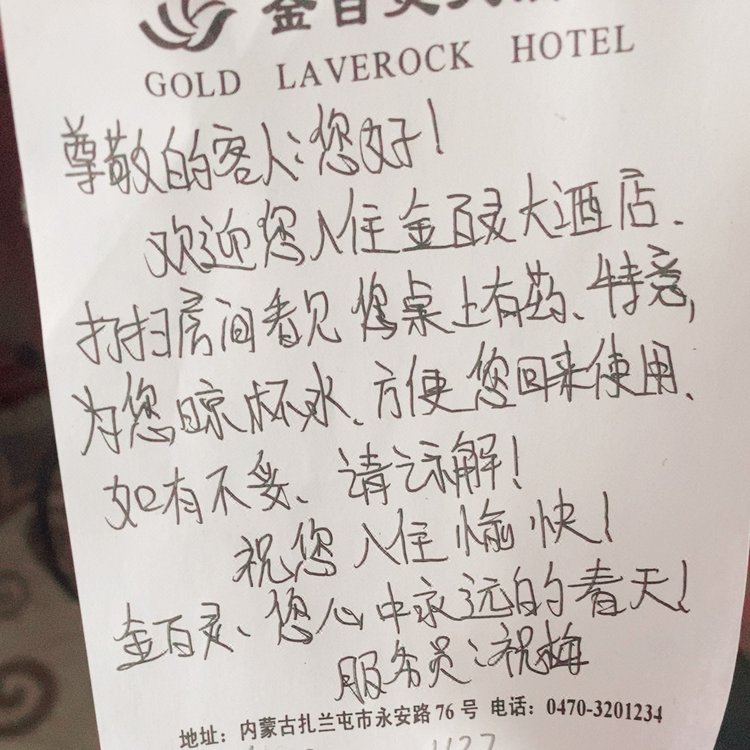 GOLD LAVEROCK HOTEL
尊敬的客人:您好!
欢迎您入住金百灵大酒店、
打扫房间看见您桌上有药、特意,
为您晾杯水、方便您回来使用、
如有不妥、请谅解!
祝您入住愉快!
金百灵、您心中永远的春天!
服务员:祝梅
地址：内蒙古扎兰屯市永安路76号 电话：0470-3201234